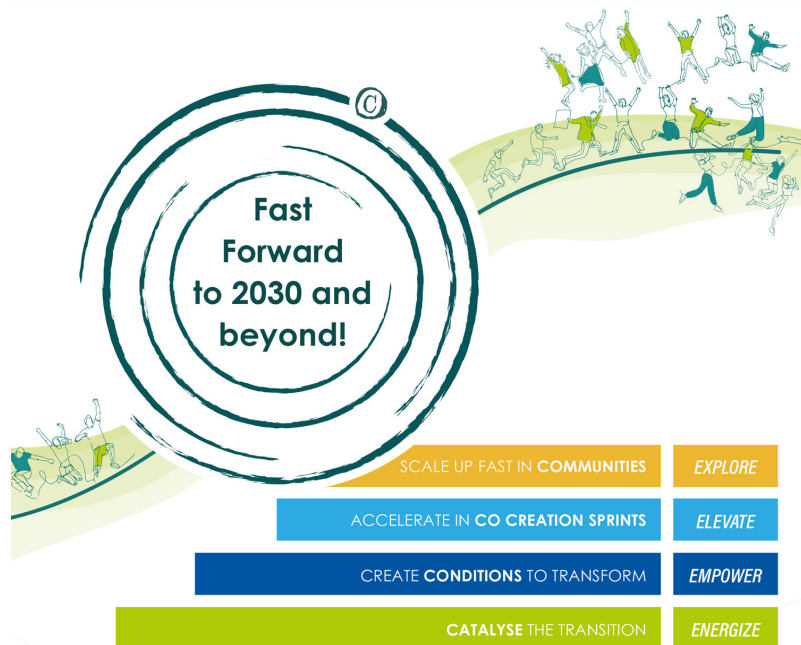 ©
Fast
Forward
to 2030 and
beyond!
SCALE UP FAST IN COMMUNITIES EXPLORE
ACCELERATE IN CO CREATION SPRINTS ELEVATE
CREATE CONDITIONS TO TRANSFORM EMPOWER
CATALYSE THE TRANSITION ENERGIZE